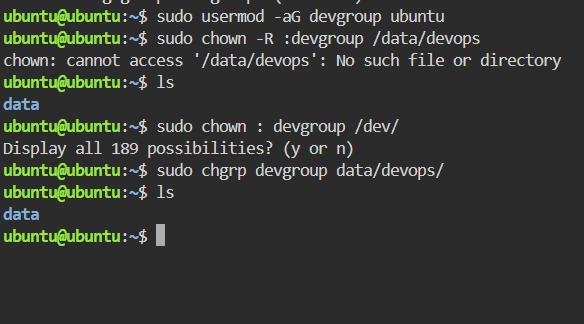 ubuntu@ubuntu:~$ sudo usermod -aG devgroup ubuntu
ubuntu@ubuntu:~$ sudo chown -R :devgroup /data/devops
chown: cannot access '/data/devops': No such file or directory
ubuntu@ubuntu:~$ ls
data
ubuntu@ubuntu:~$ sudo chown : devgroup /dev/
Display all 189 possibilities? (y or n)
ubuntu@ubuntu:~$ sudo chgrp devgroup data/devops/
ubuntu@ubuntu:~$ ls
data
ubuntu@ubuntu:~$